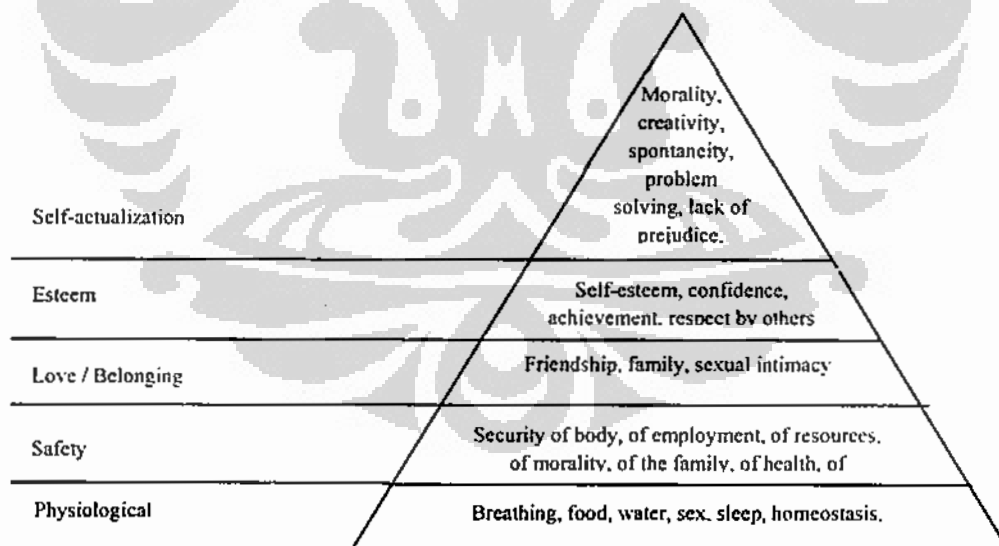 Morality,
creativity,
spontaneity,
problem
solving, lack of
prejudice.
Self-actualization
Esteem
Self-esteem, confidence,
achievement. respect by others
Love / Belonging
Friendship, family, sexual intimacy
Safety
Security of body, of employment, of resources.
of morality. of the family. of health, of
Physiological
Breathing, food, water, sex. sleep, homeostasis.